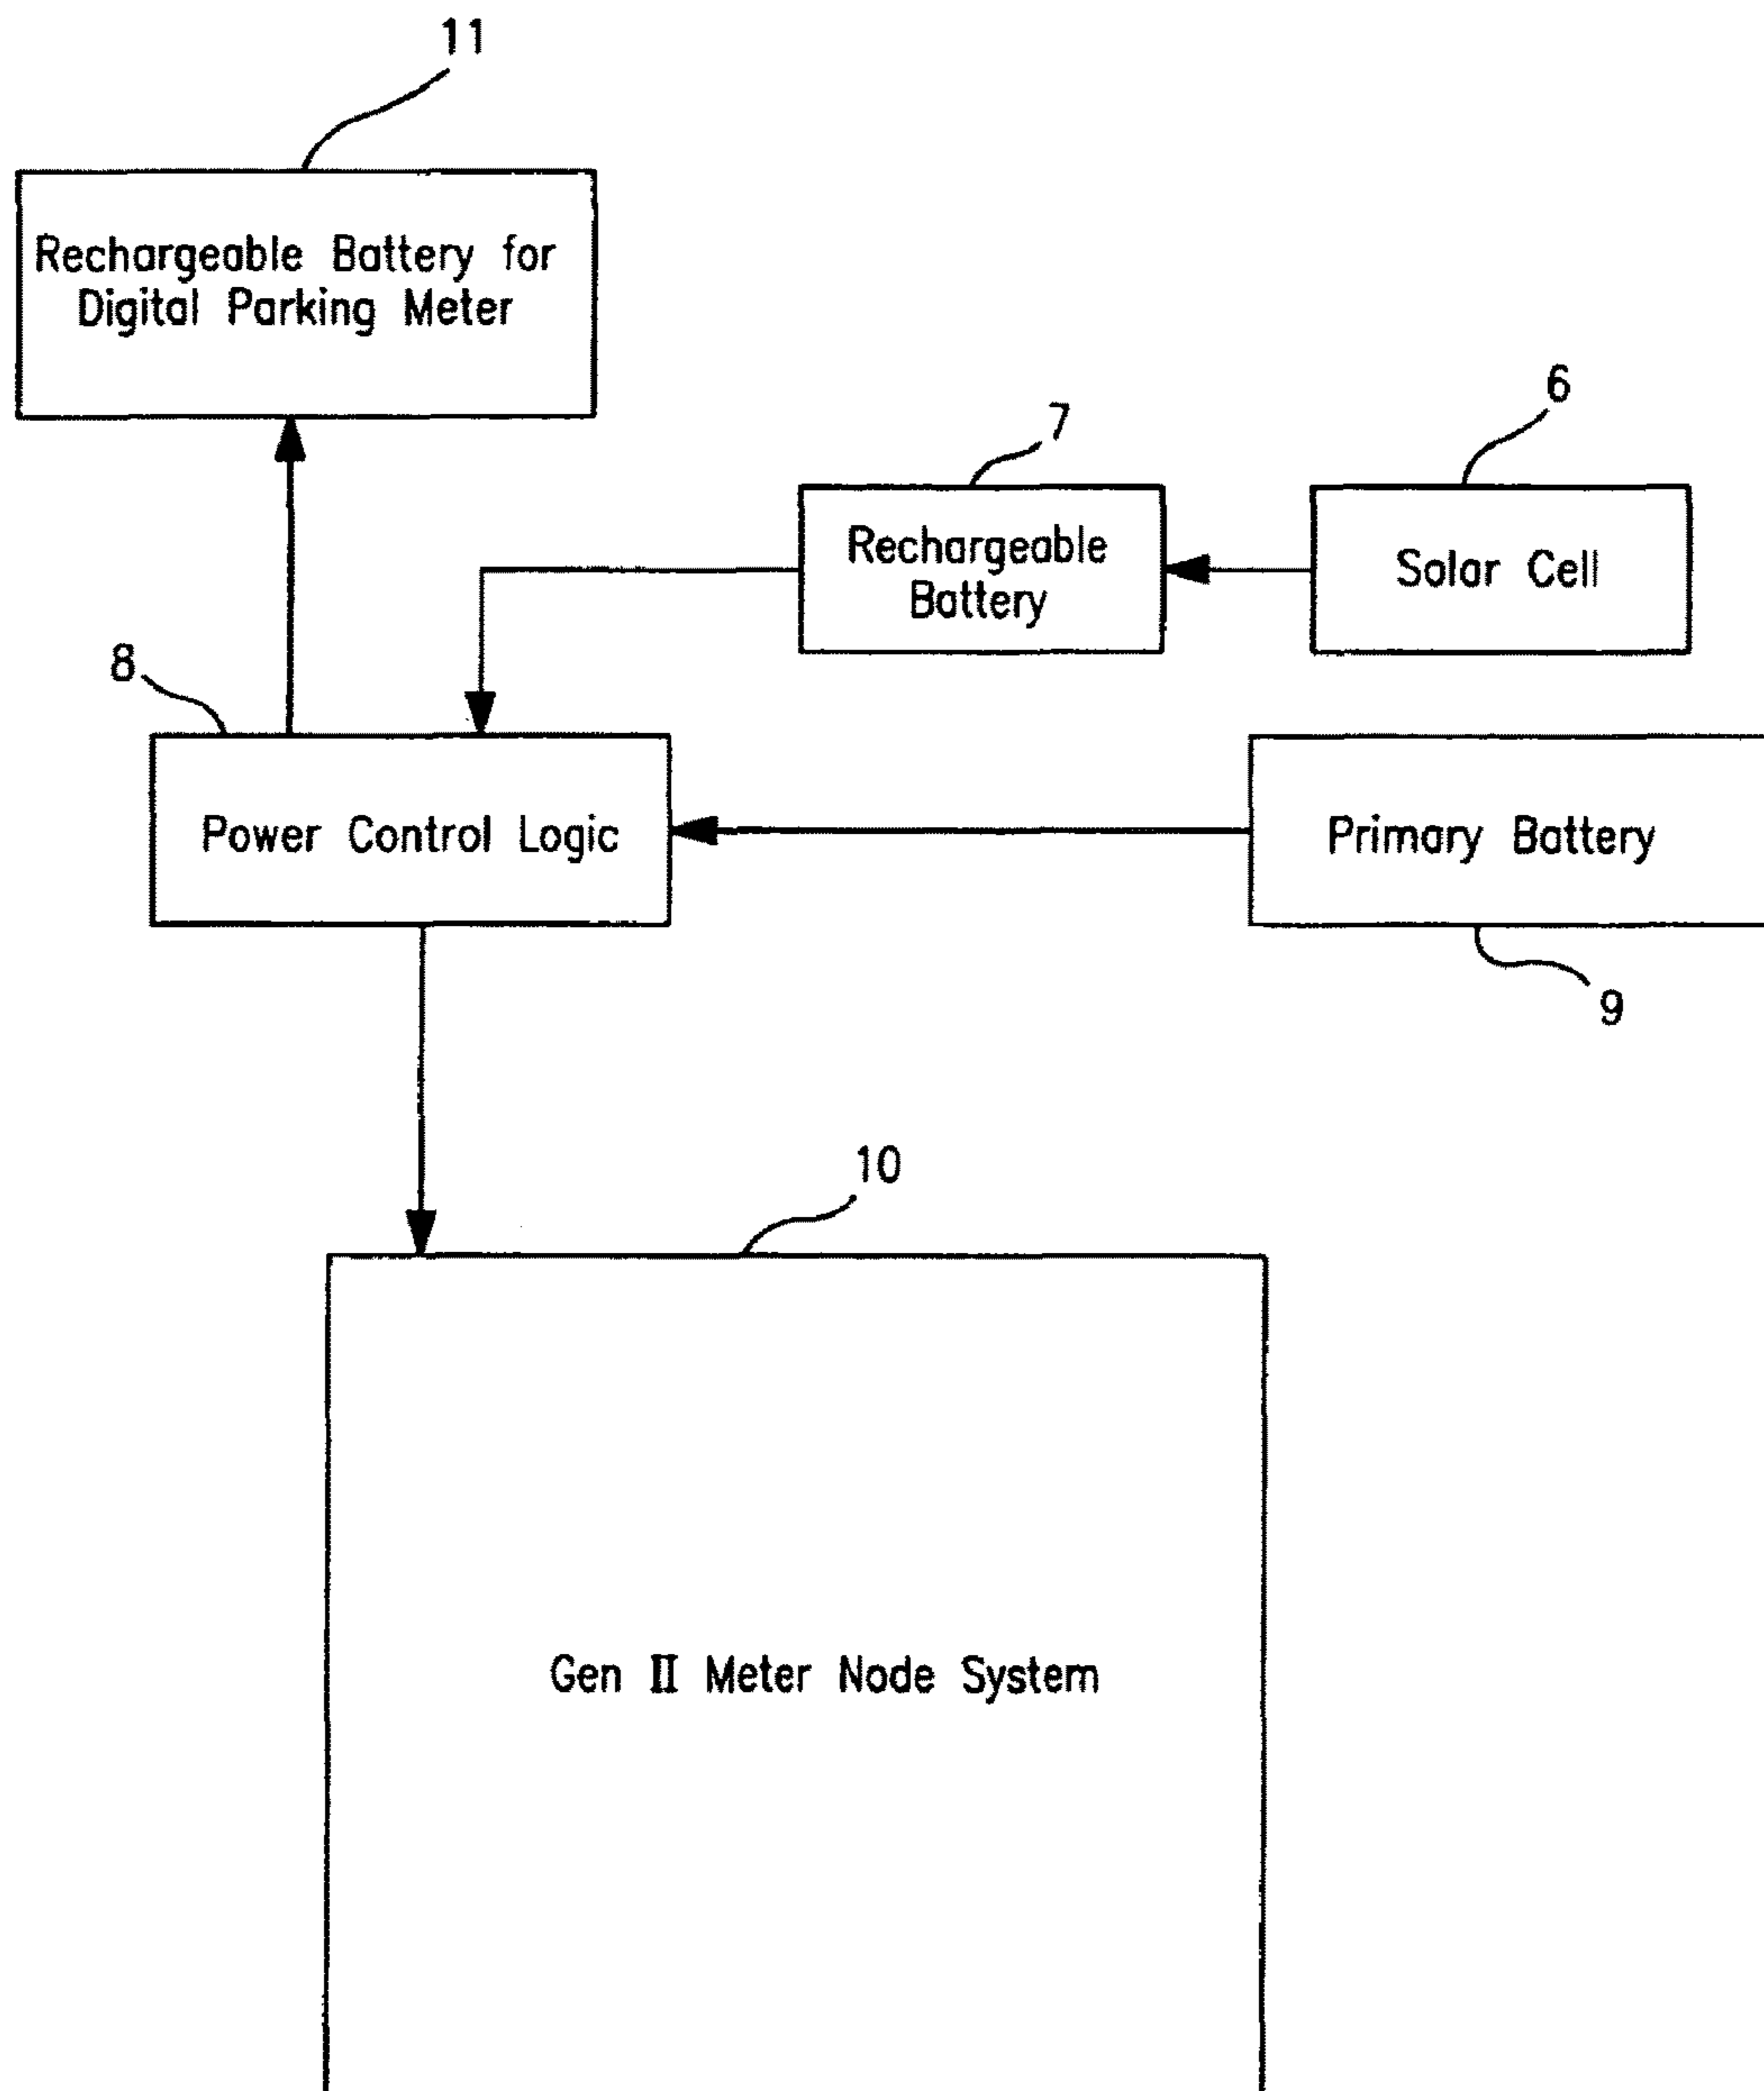 11
Rechargeable Battery for
Digital Parking Meter
6
7
Rechargeable
Battery
Solar Cell
8
Power Control Logic
Primary Battery
9
10
Gen II Meter Node System